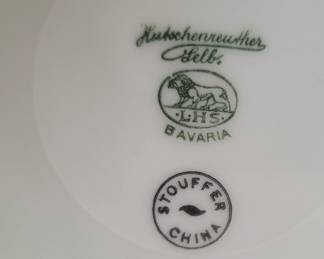 Hutschenreuther
Selb.
·L·H·S·
BAVARIA
STOUFFER
CHINA